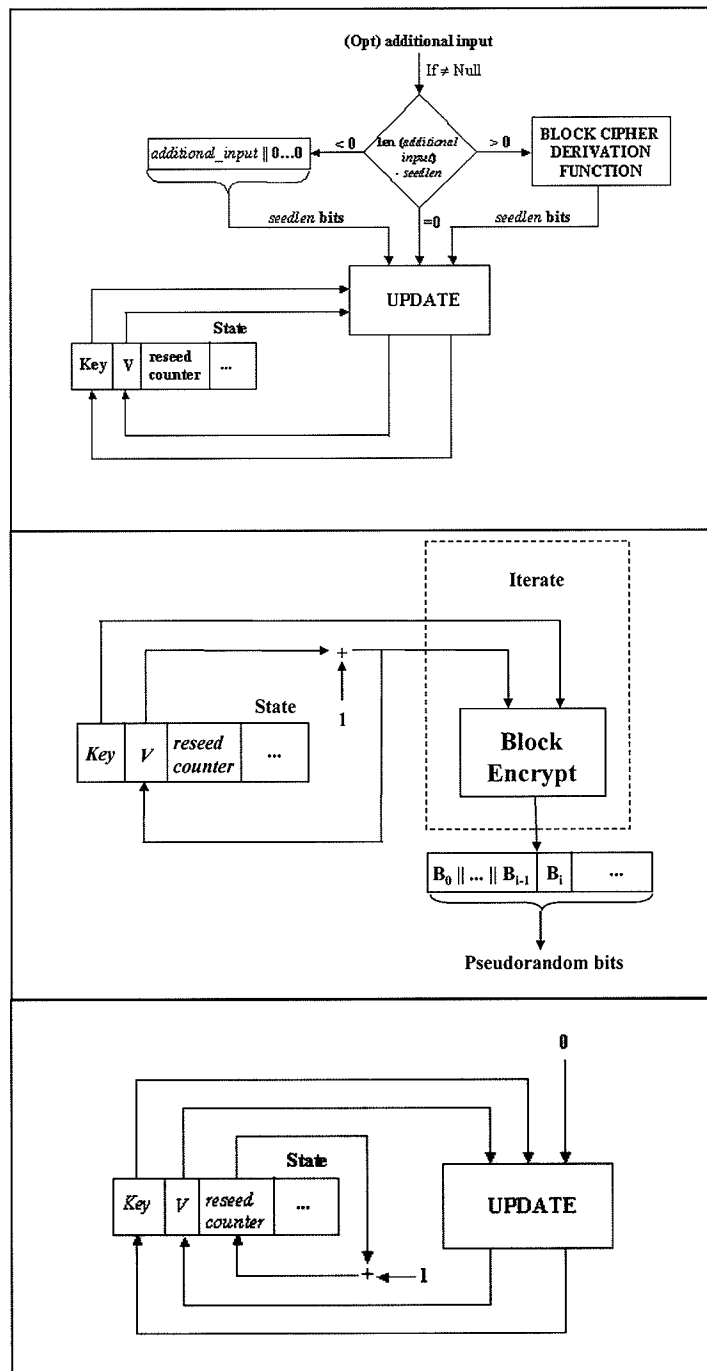 (Opt) additional input
If ≠ Null
< 0
len (additional
input)
- seedlen
> 0
additional_input || 0...0
BLOCK CIPHER
DERIVATION
FUNCTION
seedlen bits
=0
seedlen bits
UPDATE
State
Key
V
reseed
counter
...
Iterate
+
1
State
Key
V
reseed
counter
...
Block
Encrypt
B0 || ... || Bi-1
Bi
...
Pseudorandom bits
0
State
Key
V
reseed
counter
...
UPDATE
+
1